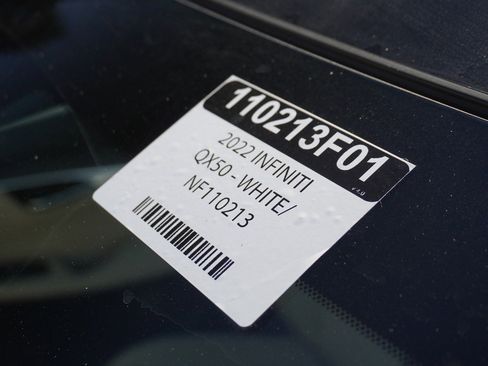 110213F01
2022 INFINITI
QX50 - WHITE/
NF110213